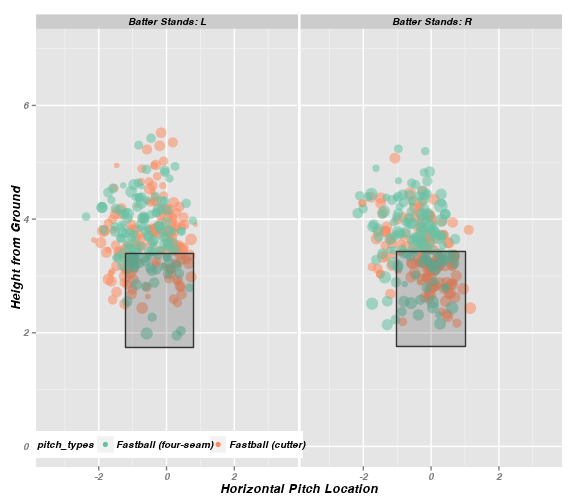 Batter Stands: L
Batter Stands: R
Height from Ground
6
4
2
0
pitch_types Fastball (four-seam) Fastball (cutter)
-2 0 2 -2 0 2
Horizontal Pitch Location